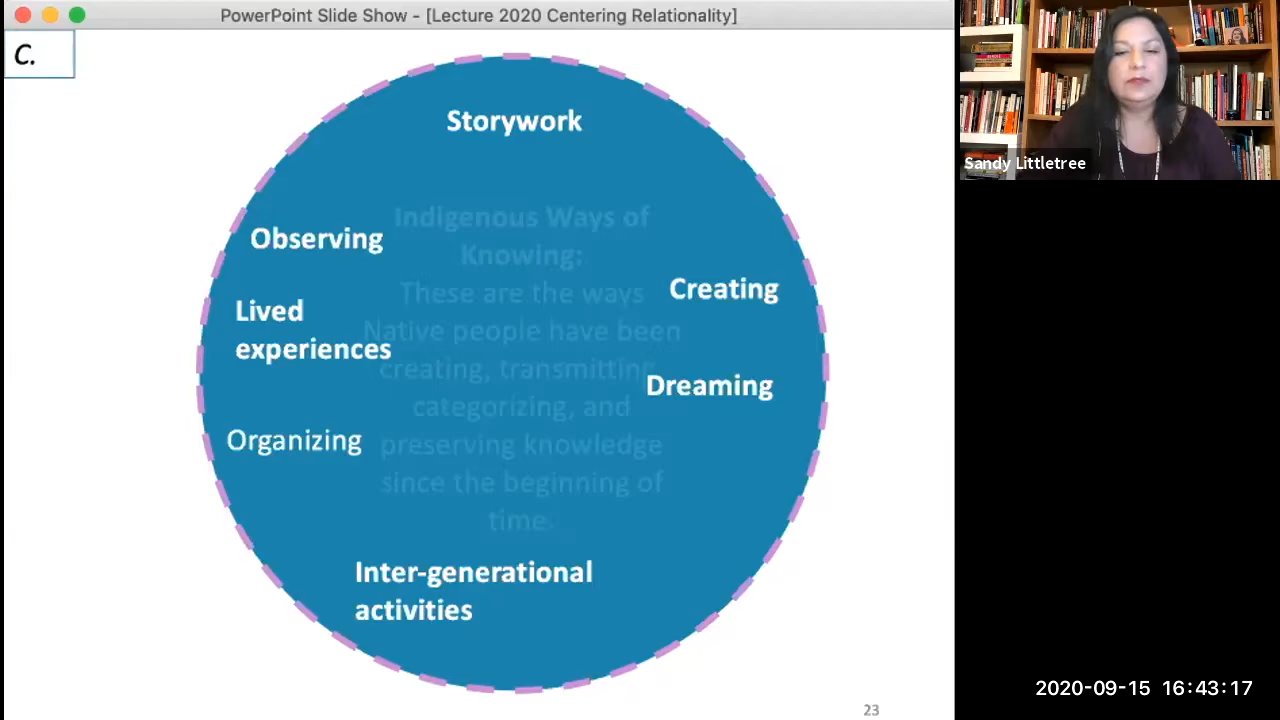 PowerPoint Slide Show - [Lecture 2020 Centering Relationality]
C.
Storywork
Indigenous Ways of
Knowing:
These are the ways
Native people have been
creating, transmitting,
categorizing, and
preserving knowledge
since the beginning of
time.
Observing
Lived
experiences
Organizing
Creating
Dreaming
Inter-generational
activities
23
Sandy Littletree
2020-09-15 16:43:17